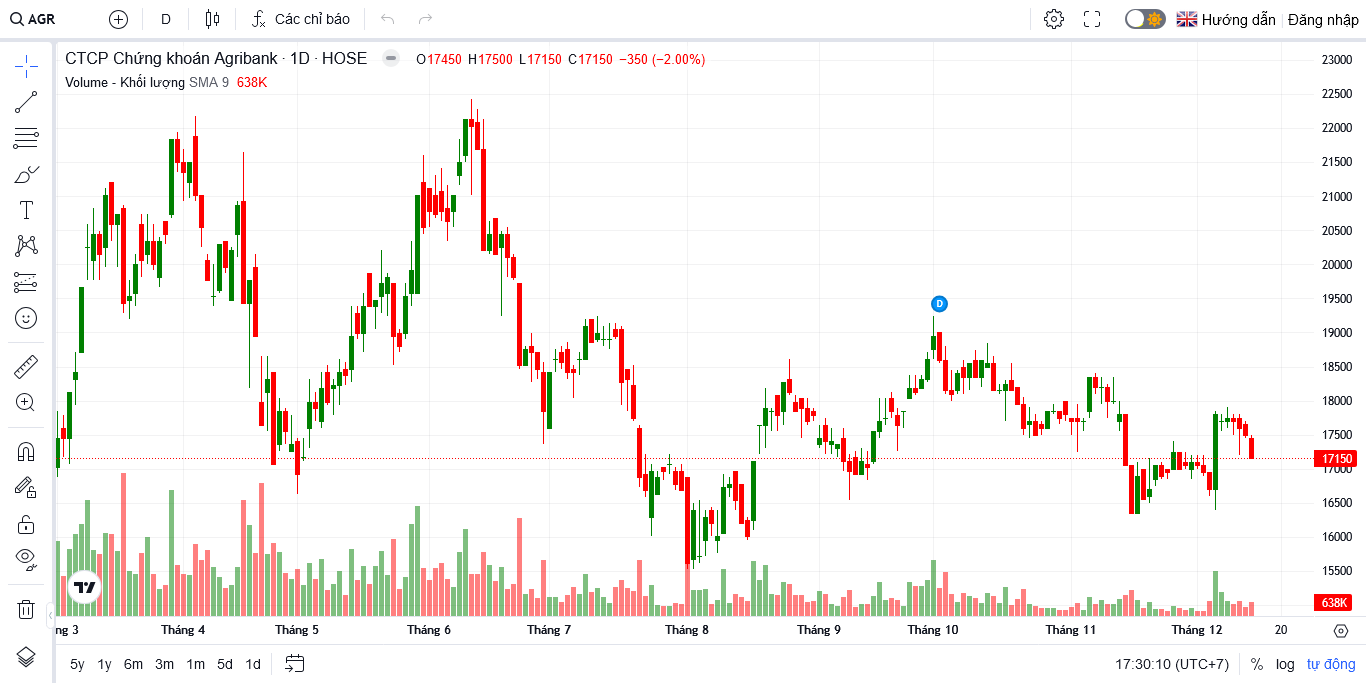 AGR D Các chỉ báo Hướng dẫn Đăng nhập
CTCP Chứng khoán Agribank · 1D · HOSE O17450 H17500 L17150 C17150 −350 (−2.00%)
Volume - Khối lượng SMA 9 638K
23000
22500
22000
21500
21000
20500
20000
19500
D
19000
18500
18000
17500
17150
17000
16500
16000
15500
638K
ng 3 Tháng 4 Tháng 5 Tháng 6 Tháng 7 Tháng 8 Tháng 9 Tháng 10 Tháng 11 Tháng 12 20
5y 1y 6m 3m 1m 5d 1d 17:30:10 (UTC+7) % log tự động